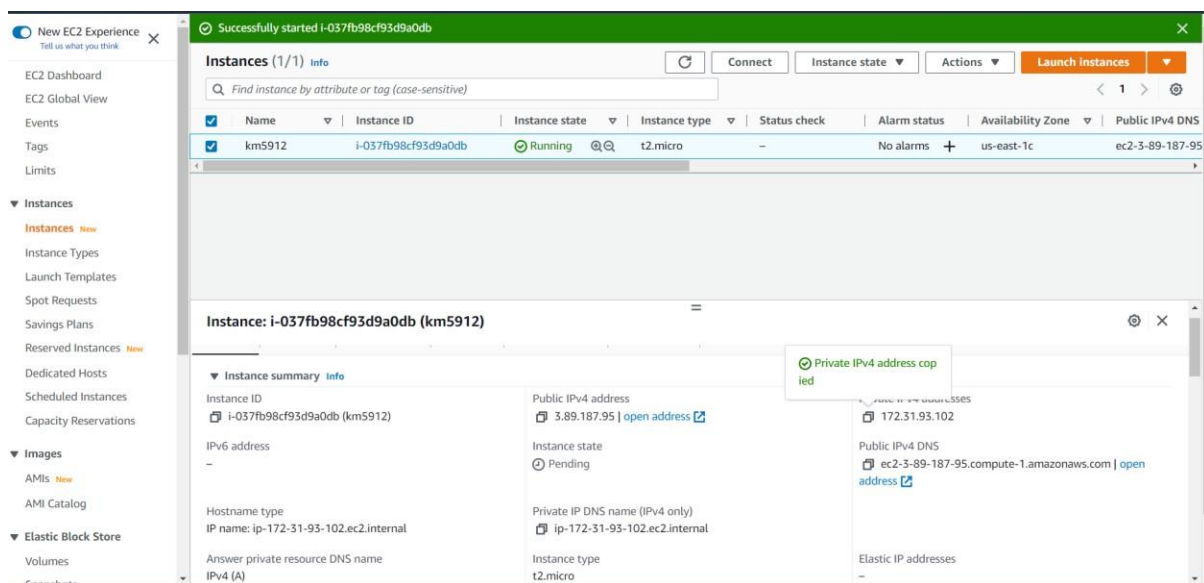 New EC2 Experience
Tell us what you think
EC2 Dashboard
EC2 Global View
Events
Tags
Limits
Instances
Instances New
Instance Types
Launch Templates
Spot Requests
Savings Plans
Reserved Instances New
Dedicated Hosts
Scheduled Instances
Capacity Reservations
Images
AMIs New
AMI Catalog
Elastic Block Store
Volumes
Successfully started i-037fb98cf93d9a0db
Instances (1/1) Info
Connect
Instance state
Actions
Launch instances
Find instance by attribute or tag (case-sensitive)
1
Name Instance ID Instance state Instance type Status check Alarm status Availability Zone Public IPv4 DNS
km5912 i-037fb98cf93d9a0db Running t2.micro – No alarms + us-east-1c ec2-3-89-187-95
Instance: i-037fb98cf93d9a0db (km5912)
Private IPv4 address cop
ied
Instance summary Info
Instance ID Public IPv4 address
i-037fb98cf93d9a0db (km5912) 3.89.187.95 | open address 172.31.93.102
IPv6 address Instance state Public IPv4 DNS
– Pending ec2-3-89-187-95.compute-1.amazonaws.com | open
address
Hostname type Private IP DNS name (IPv4 only)
IP name: ip-172-31-93-102.ec2.internal ip-172-31-93-102.ec2.internal
Answer private resource DNS name Instance type Elastic IP addresses
IPv4 (A) t2.micro –